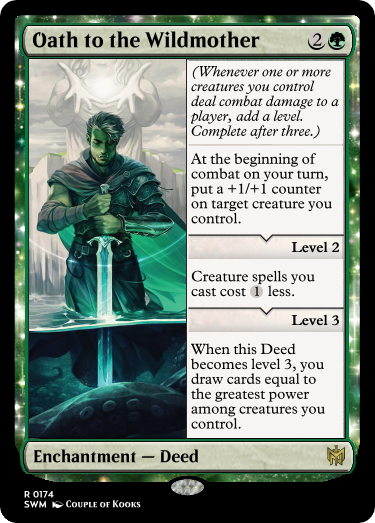 Oath to the Wildmother 2
(Whenever one or more
creatures you control
deal combat damage to a
player, add a level.
Complete after three.)
At the beginning of
combat on your turn,
put a +1/+1 counter
on target creature you
control.
Level 2
Creature spells you
cast cost 1 less.
Level 3
When this Deed
becomes level 3, you
draw cards equal to
the greatest power
among creatures you
control.
Enchantment — Deed
R 0174
SWM Couple of Kooks